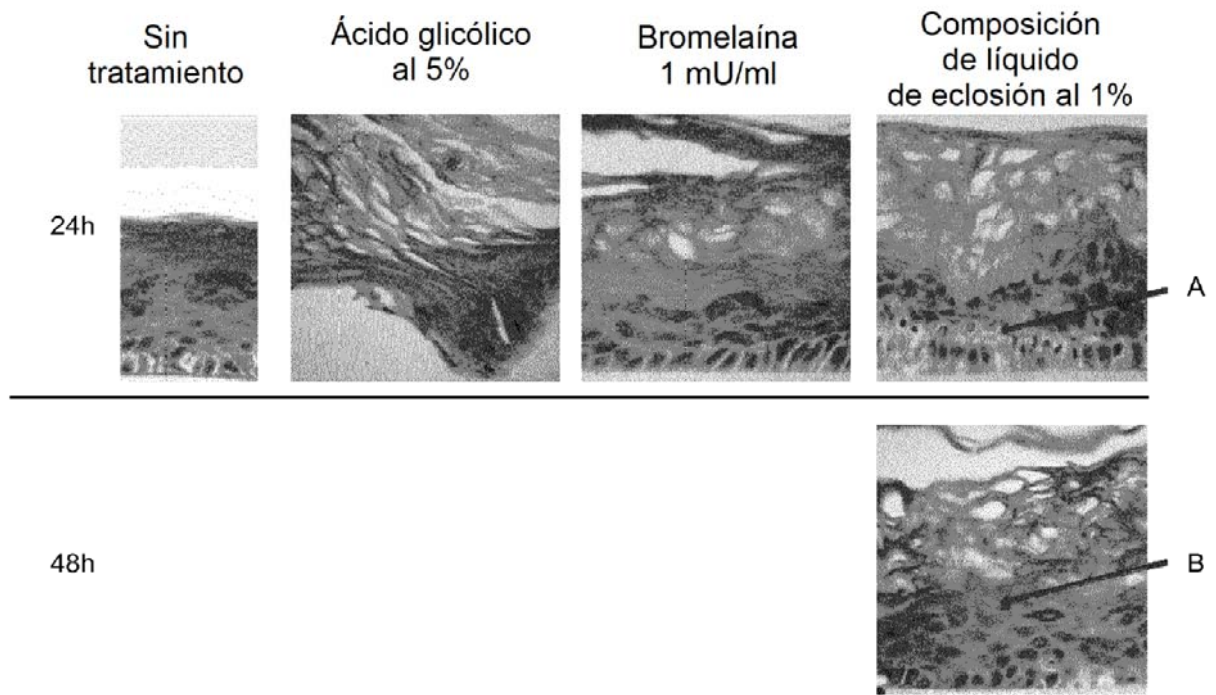 Sin
tratamiento
Ácido glicólico
al 5%
Bromelaína
1 mU/ml
Composición
de líquido
de eclosión al 1%
24h
A
48h
B